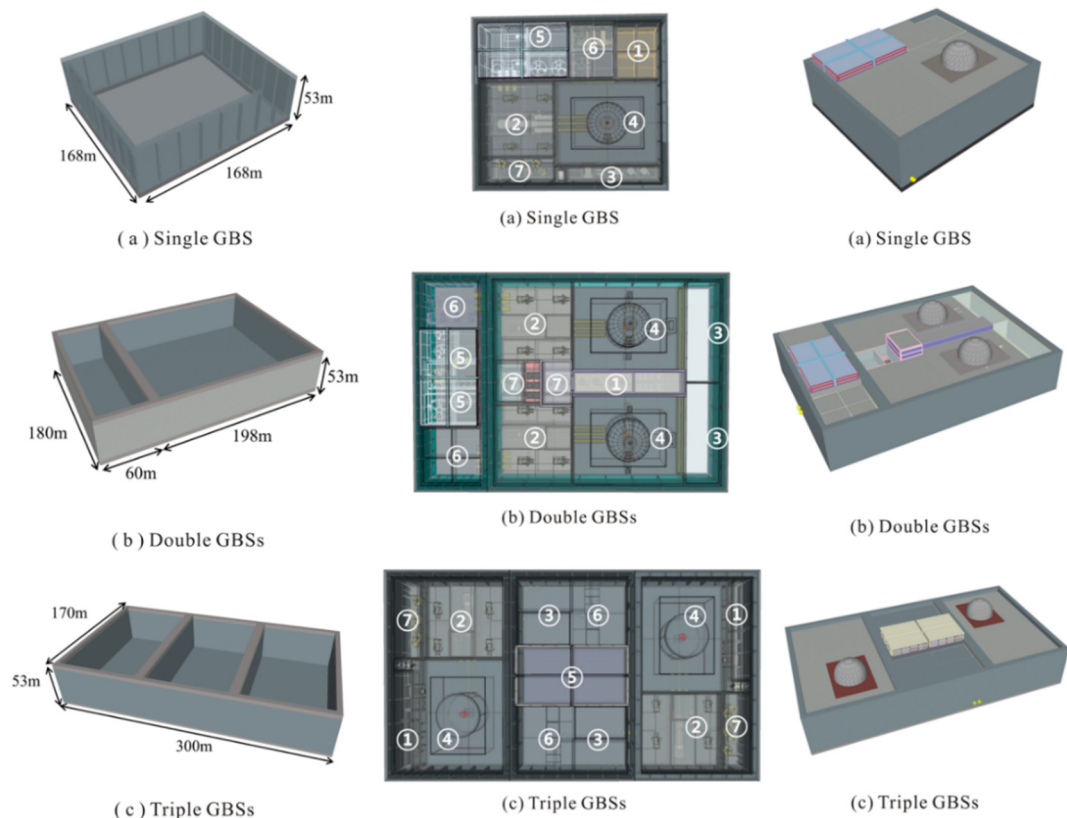 53m
168m
168m
( a ) Single GBS
⑤
⑥
①
②
④
⑦
③
(a) Single GBS
(a) Single GBS
53m
180m
60m
198m
( b ) Double GBSs
⑥
②
④
③
⑤
⑦
⑦
①
⑤
②
④
③
⑥
(b) Double GBSs
(b) Double GBSs
170m
53m
300m
( c ) Triple GBSs
⑦
②
③
⑥
④
①
⑤
①
④
⑥
③
②
⑦
(c) Triple GBSs
(c) Triple GBSs